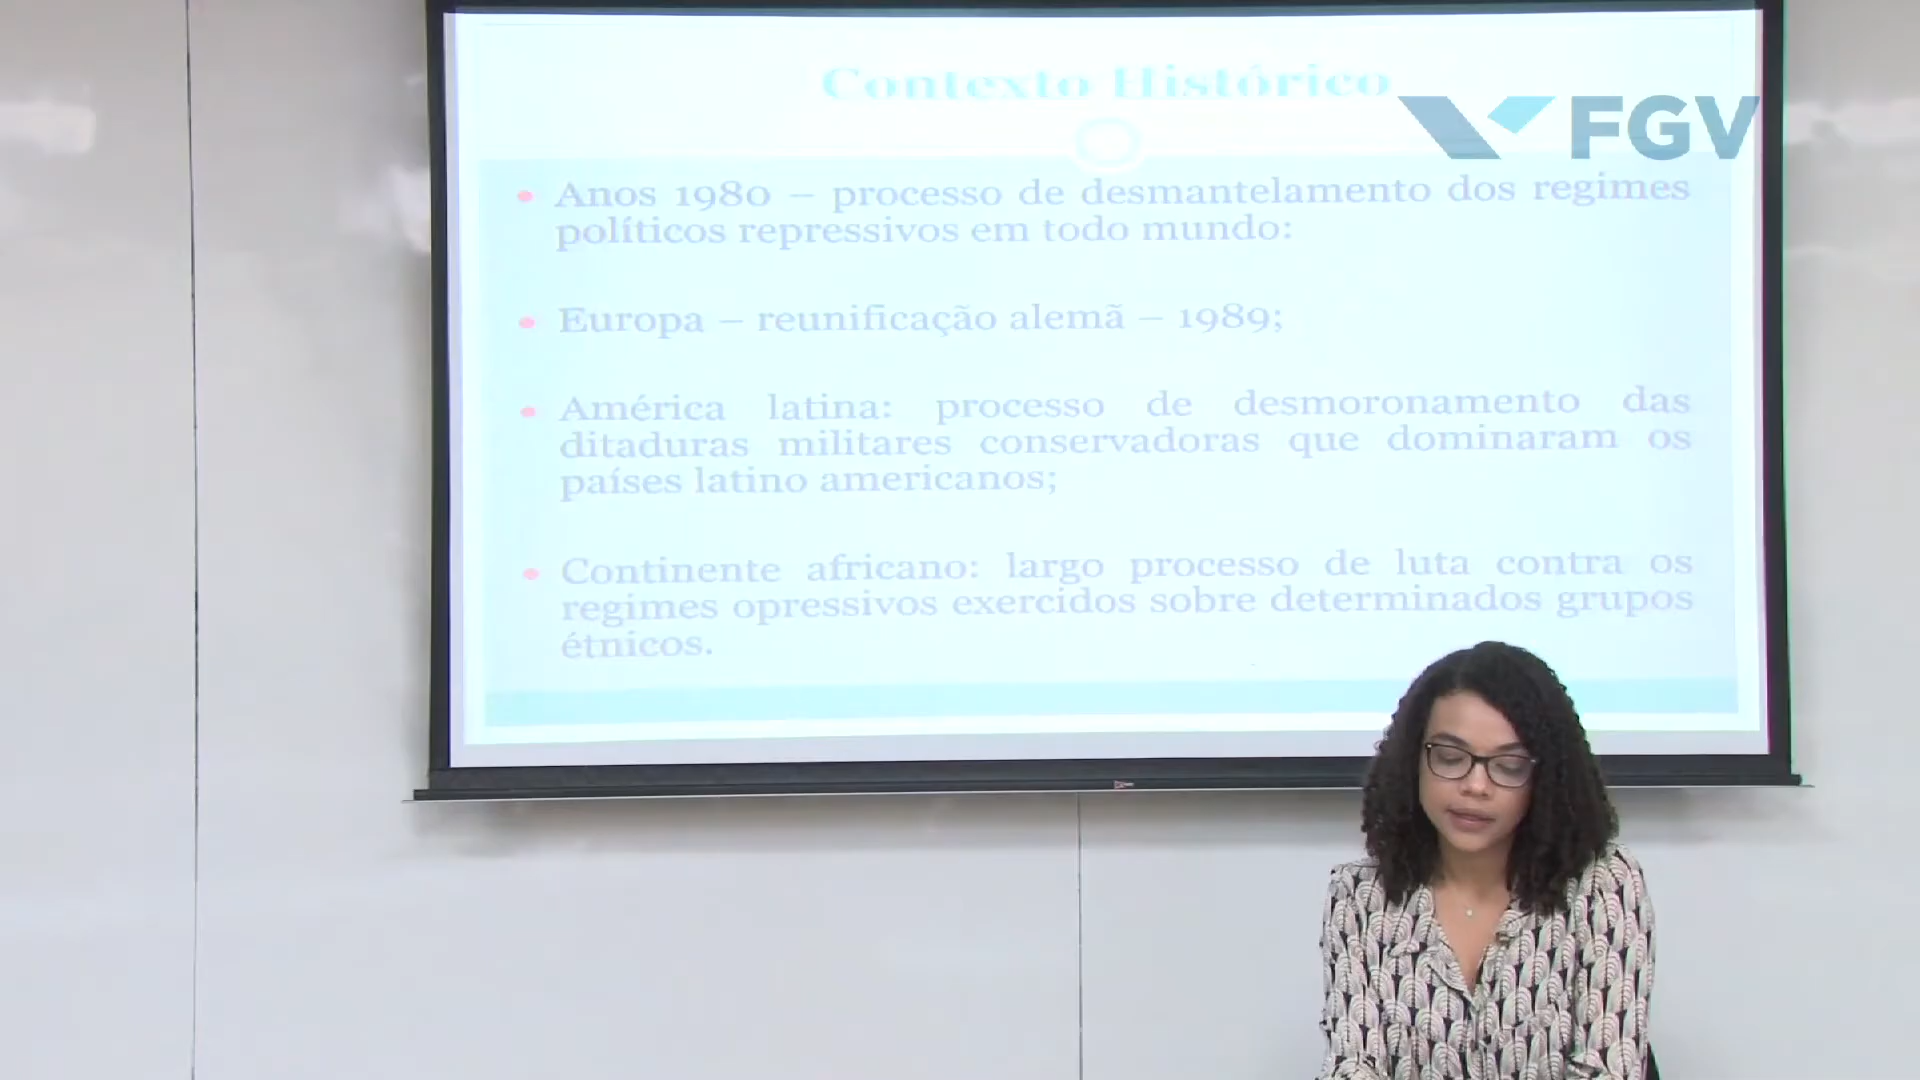 Contexto Histórico
FGV
• Anos 1980 – processo de desmantelamento dos regimes
políticos repressivos em todo mundo:
• Europa – reunificação alemã – 1989;
• América latina: processo de desmoronamento das
ditaduras militares conservadoras que dominaram os
países latino americanos;
• Continente africano: largo processo de luta contra os
regimes opressivos exercidos sobre determinados grupos
étnicos.